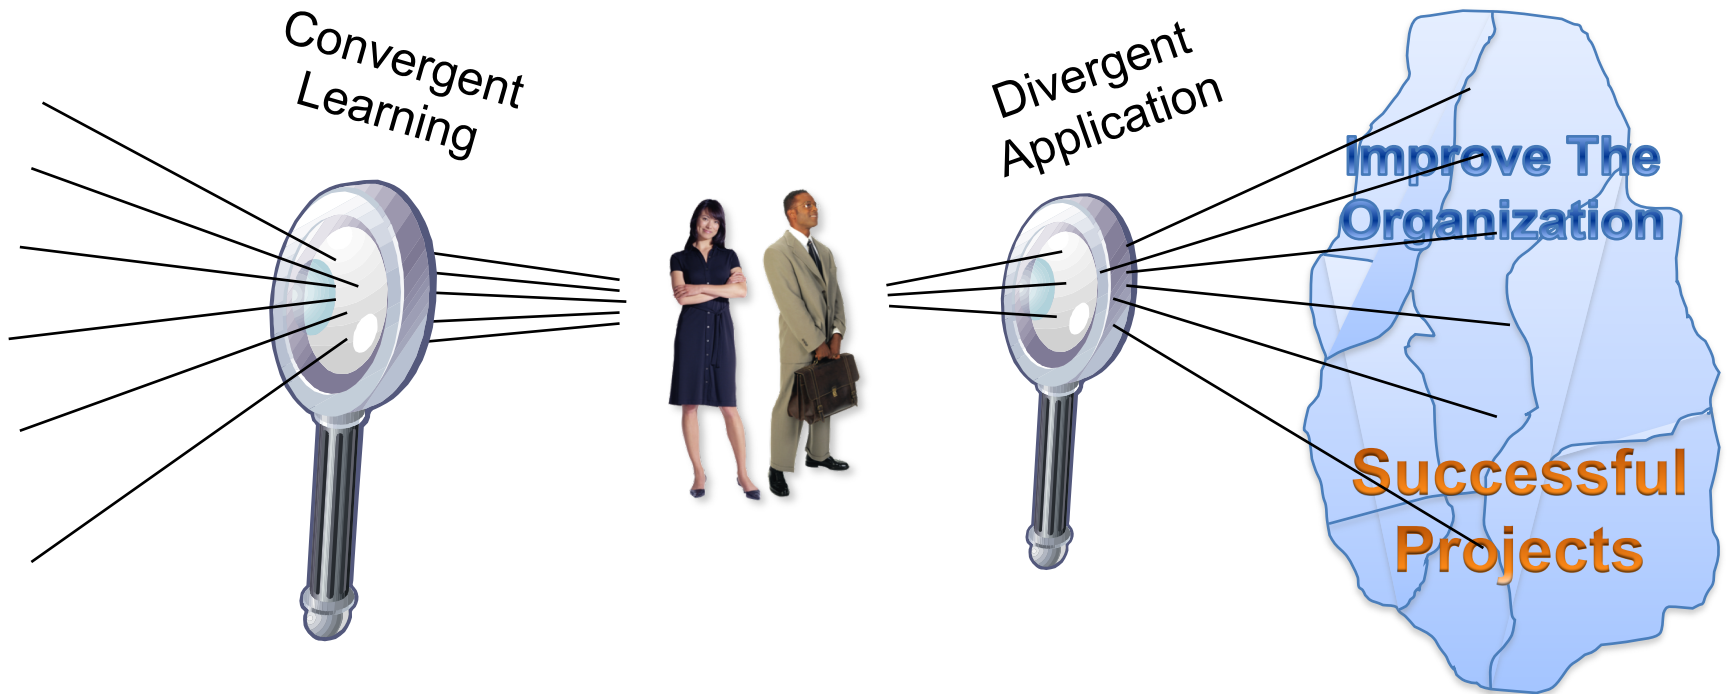 Convergent
Learning
Divergent
Application
Improve The
Organization
Successful
Projects